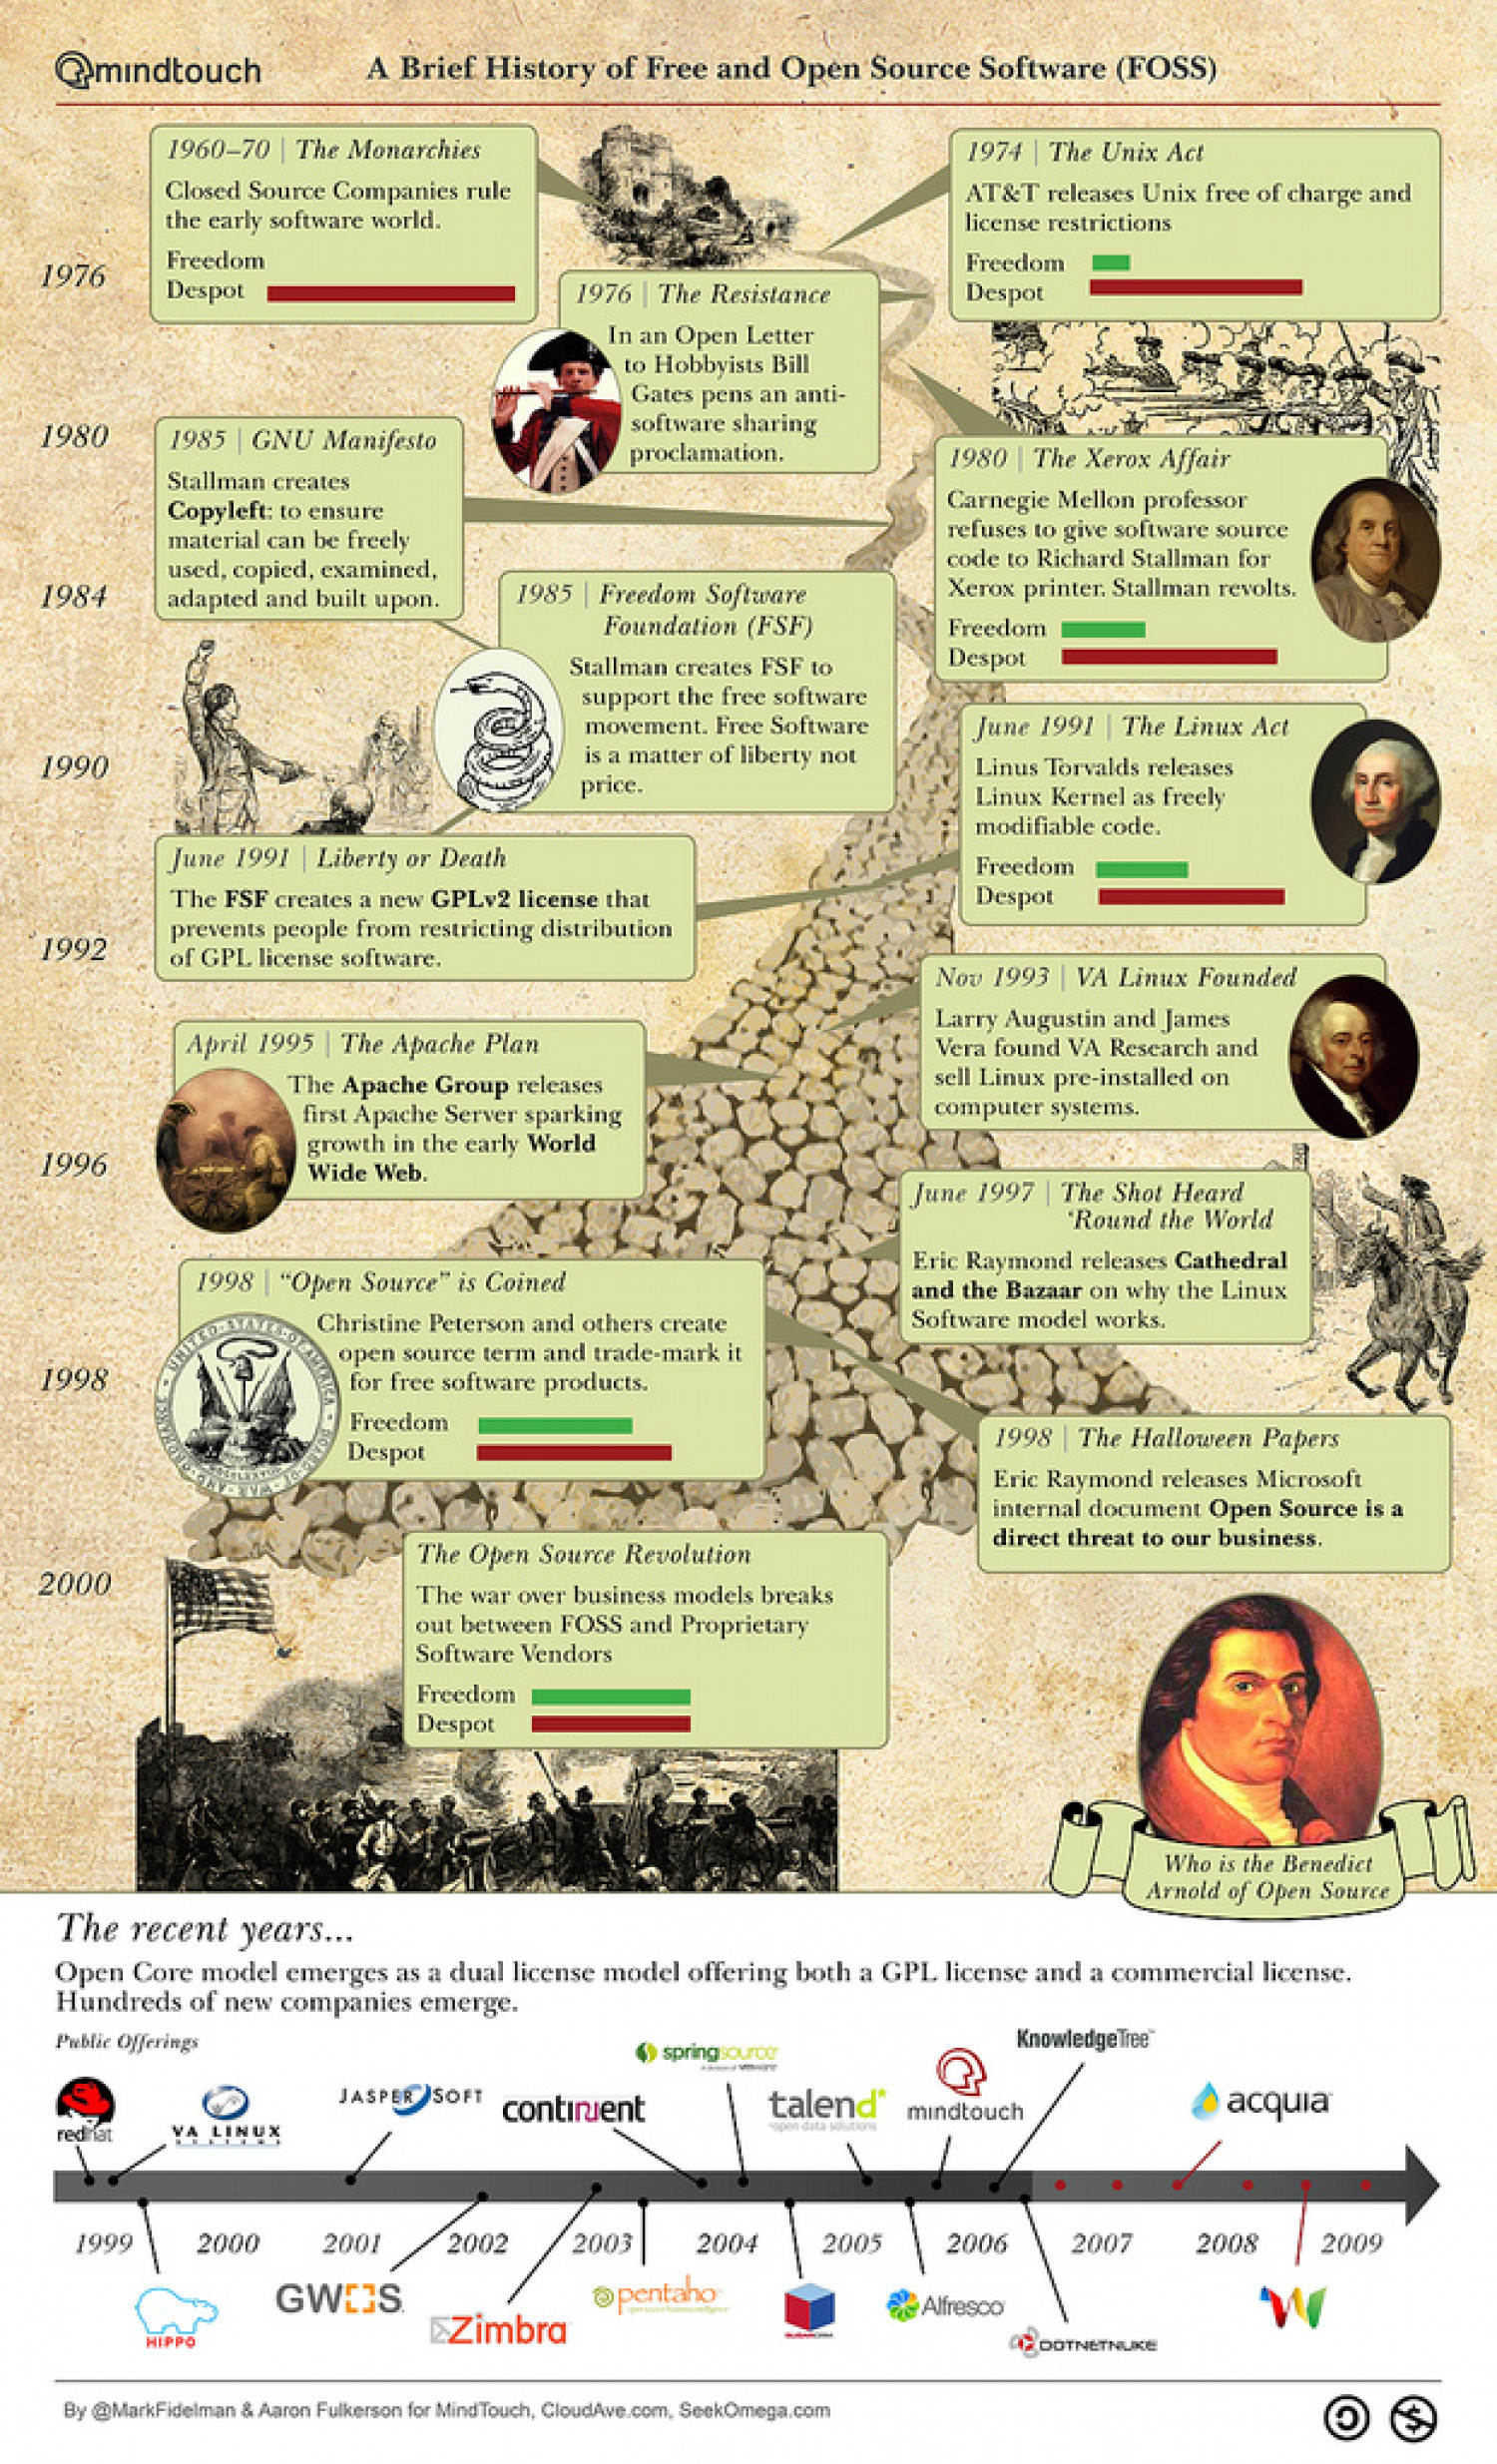 mindtouch
A Brief History of Free and Open Source Software (FOSS)
1960–70 | The Monarchies
Closed Source Companies rule
the early software world.
Freedom
Despot
1974 | The Unix Act
AT&T releases Unix free of charge and
license restrictions
Freedom
Despot
1976
1976 | The Resistance
In an Open Letter
to Hobbyists Bill
Gates pens an anti-
software sharing
proclamation.
1980
1985 | GNU Manifesto
Stallman creates
Copyleft: to ensure
material can be freely
used, copied, examined,
adapted and built upon.
1980 | The Xerox Affair
Carnegie Mellon professor
refuses to give software source
code to Richard Stallman for
Xerox printer. Stallman revolts.
Freedom
Despot
1984
1985 | Freedom Software
Foundation (FSF)
Stallman creates FSF to
support the free software
movement. Free Software
is a matter of liberty not
price.
1990
June 1991 | The Linux Act
Linus Torvalds releases
Linux Kernel as freely
modifiable code.
Freedom
Despot
June 1991 | Liberty or Death
The FSF creates a new GPLv2 license that
prevents people from restricting distribution
of GPL license software.
1992
Nov 1993 | VA Linux Founded
Larry Augustin and James
Vera found VA Research and
sell Linux pre-installed on
computer systems.
April 1995 | The Apache Plan
The Apache Group releases
first Apache Server sparking
growth in the early World
Wide Web.
1996
June 1997 | The Shot Heard
‘Round the World
Eric Raymond releases Cathedral
and the Bazaar on why the Linux
Software model works.
1998 | “Open Source” is Coined
Christine Peterson and others create
open source term and trade-mark it
for free software products.
Freedom
Despot
UNITED·STATES·OF·AMERICA
1998
1998 | The Halloween Papers
Eric Raymond releases Microsoft
internal document Open Source is a
direct threat to our business.
2000
The Open Source Revolution
The war over business models breaks
out between FOSS and Proprietary
Software Vendors
Freedom
Despot
Who is the Benedict
Arnold of Open Source
The recent years...
Open Core model emerges as a dual license model offering both a GPL license and a commercial license.
Hundreds of new companies emerge.
Public Offerings
redhat
VA LINUX
JASPERSOFT
continuent
springsource
talend*
open data solutions
mindtouch
KnowledgeTree™
acquia
1999 2000 2001 2002 2003 2004 2005 2006 2007 2008 2009
HIPPO
GWOS
Zimbra
pentaho
Alfresco
DOTNETNUKE
By @MarkFidelman & Aaron Fulkerson for MindTouch, CloudAve.com, SeekOmega.com